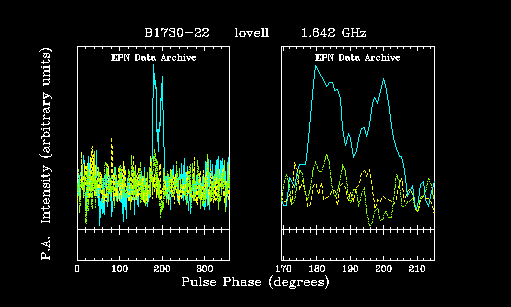 B1730-22 lovell 1.642 GHz
EPN Data Archive EPN Data Archive
P.A. Intensity (arbitrary units)
0 100 200 300 170 180 190 200 210
Pulse Phase (degrees)